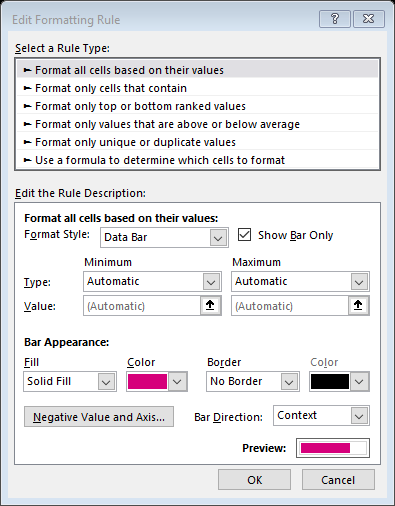 Edit Formatting Rule
Select a Rule Type:
► Format all cells based on their values
► Format only cells that contain
► Format only top or bottom ranked values
► Format only values that are above or below average
► Format only unique or duplicate values
► Use a formula to determine which cells to format
Edit the Rule Description:
Format all cells based on their values:
Format Style: Data Bar Show Bar Only
Minimum Maximum
Type: Automatic Automatic
Value: (Automatic) (Automatic)
Bar Appearance:
Fill Color Border Color
Solid Fill No Border
Negative Value and Axis... Bar Direction: Context
Preview:
OK Cancel